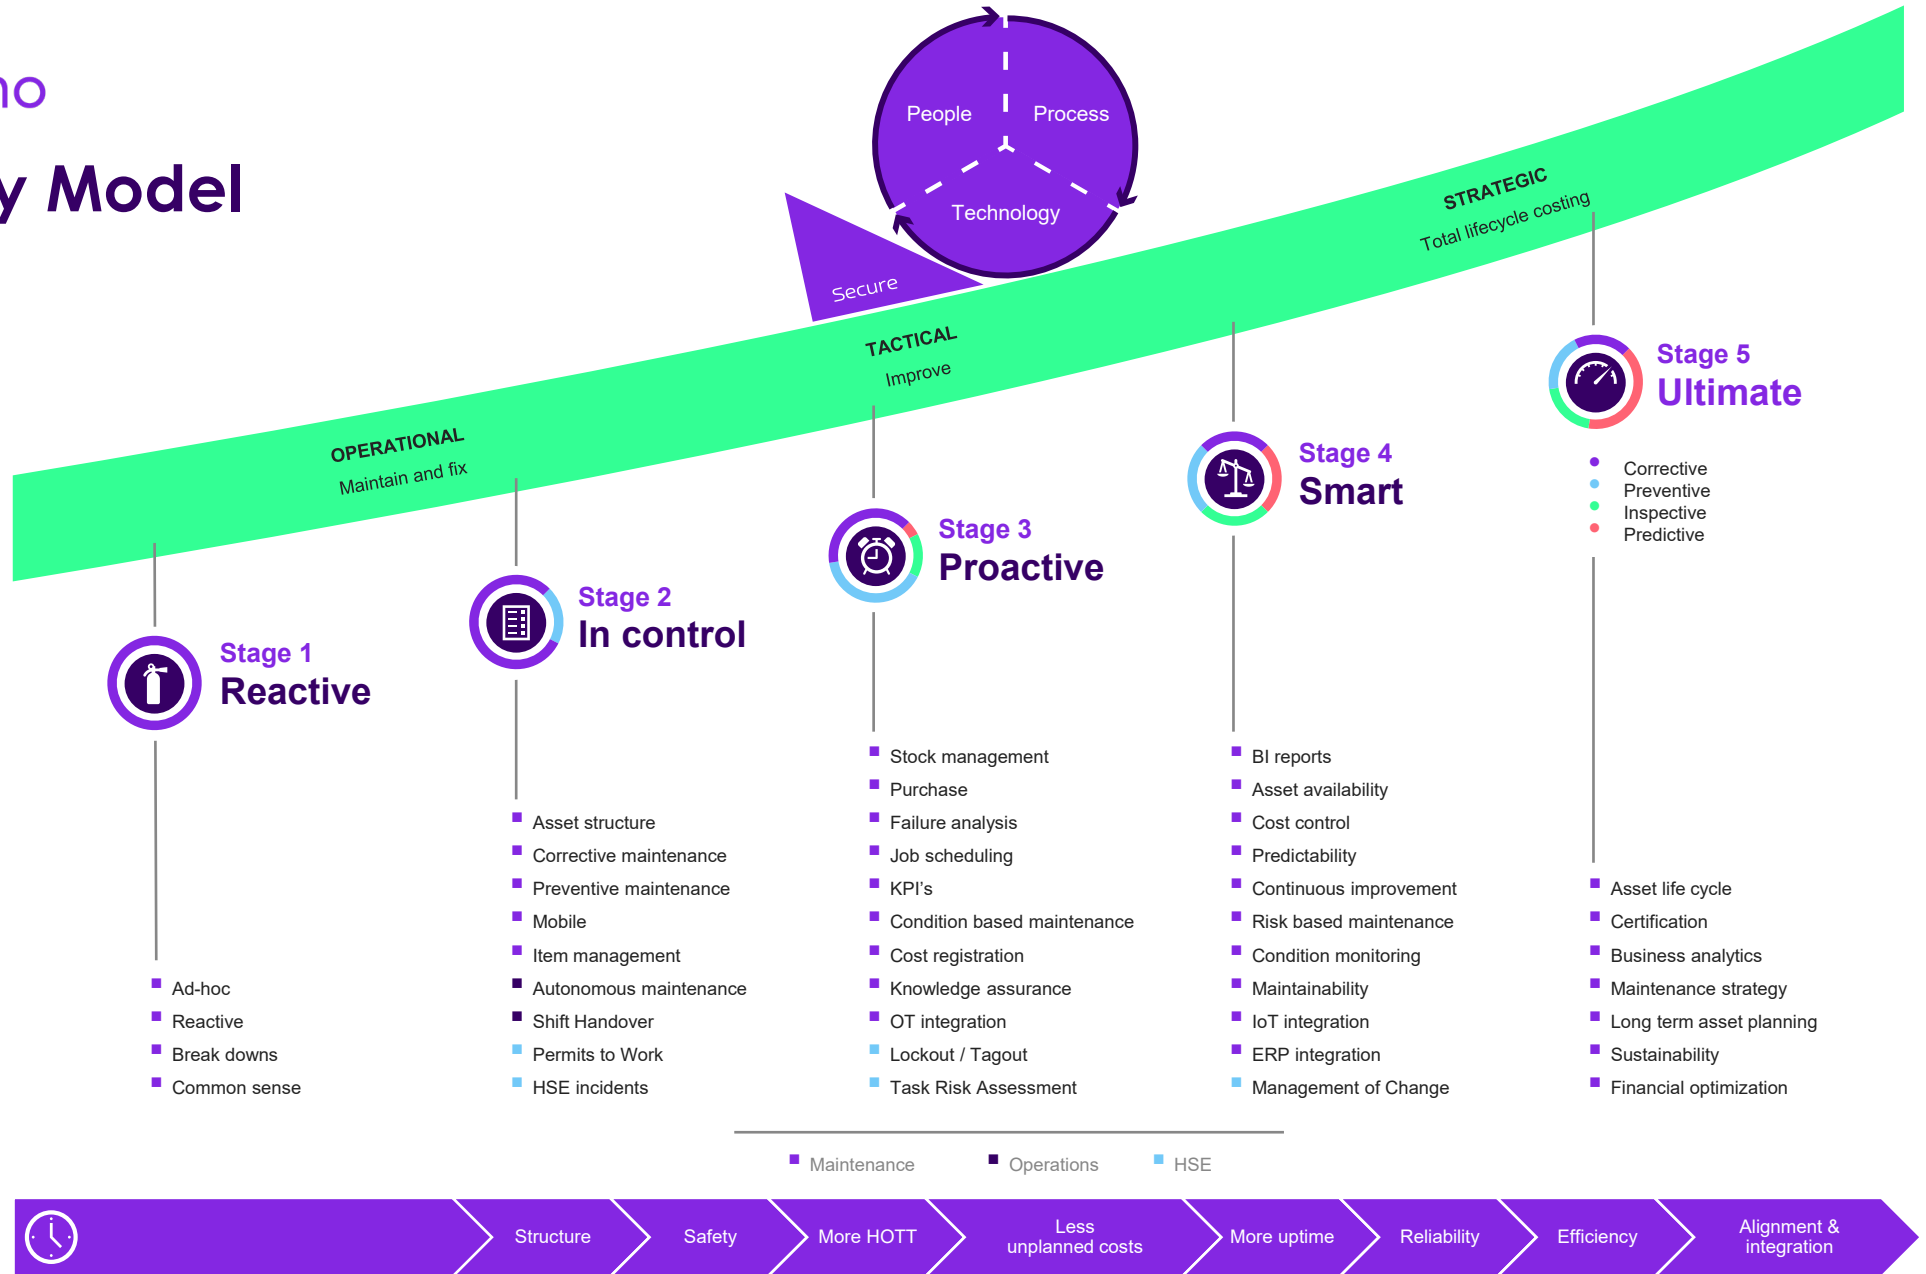 no
y Model
People
Process
Technology
Secure
STRATEGIC
Total lifecycle costing
TACTICAL
Improve
OPERATIONAL
Maintain and fix
Stage 1
Reactive
Ad-hoc
Reactive
Break downs
Common sense
Stage 2
In control
Asset structure
Corrective maintenance
Preventive maintenance
Mobile
Item management
Autonomous maintenance
Shift Handover
Permits to Work
HSE incidents
Stage 3
Proactive
Stock management
Purchase
Failure analysis
Job scheduling
KPI’s
Condition based maintenance
Cost registration
Knowledge assurance
OT integration
Lockout / Tagout
Task Risk Assessment
Stage 4
Smart
BI reports
Asset availability
Cost control
Predictability
Continuous improvement
Risk based maintenance
Condition monitoring
Maintainability
IoT integration
ERP integration
Management of Change
Stage 5
Ultimate
Corrective
Preventive
Inspective
Predictive
Asset life cycle
Certification
Business analytics
Maintenance strategy
Long term asset planning
Sustainability
Financial optimization
Maintenance
Operations
HSE
Structure
Safety
More HOTT
Less
unplanned costs
More uptime
Reliability
Efficiency
Alignment &
integration